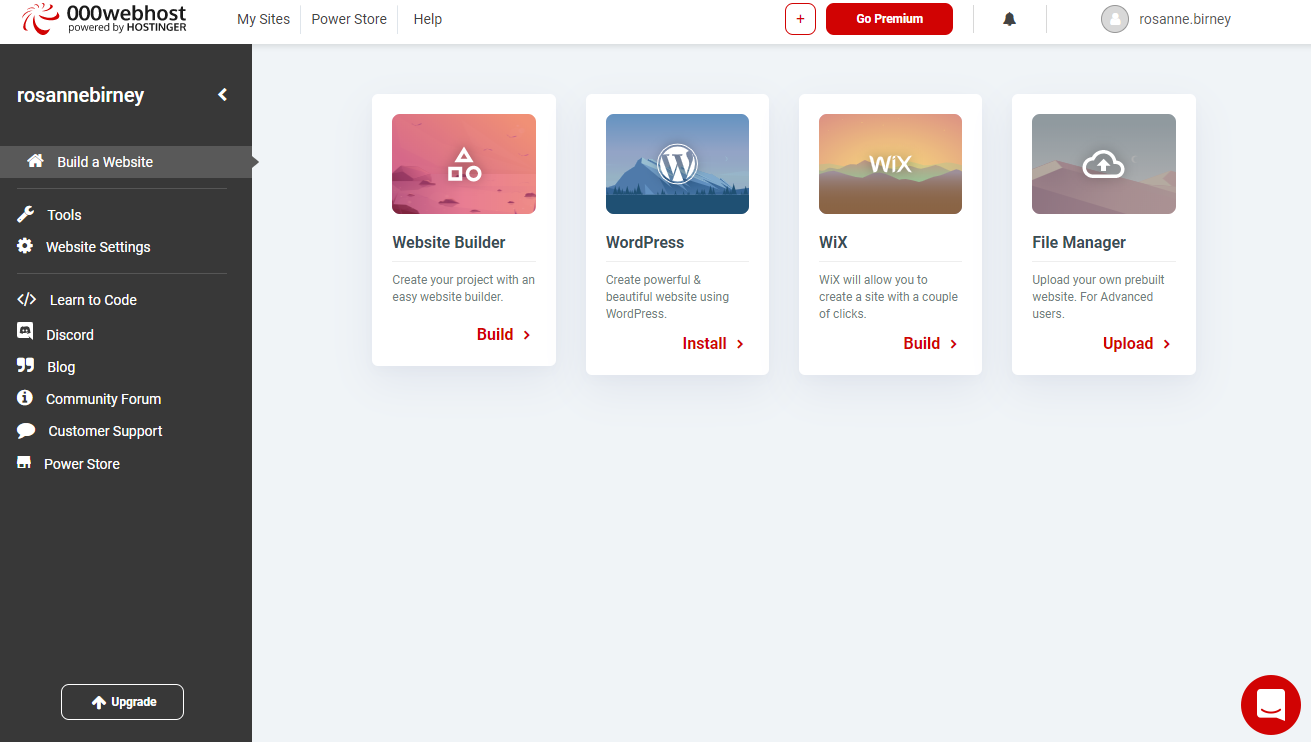 000webhost
powered by HOSTINGER
My Sites
Power Store
Help
+
Go Premium
rosanne.birney
rosannebirney
Build a Website
Tools
Website Settings
Learn to Code
Discord
Blog
Community Forum
Customer Support
Power Store
Upgrade
Website Builder
Create your project with an
easy website builder.
Build
WordPress
Create powerful &
beautiful website using
WordPress.
Install
WiX
WiX
WiX will allow you to
create a site with a couple
of clicks.
Build
File Manager
Upload your own prebuilt
website. For Advanced
users.
Upload